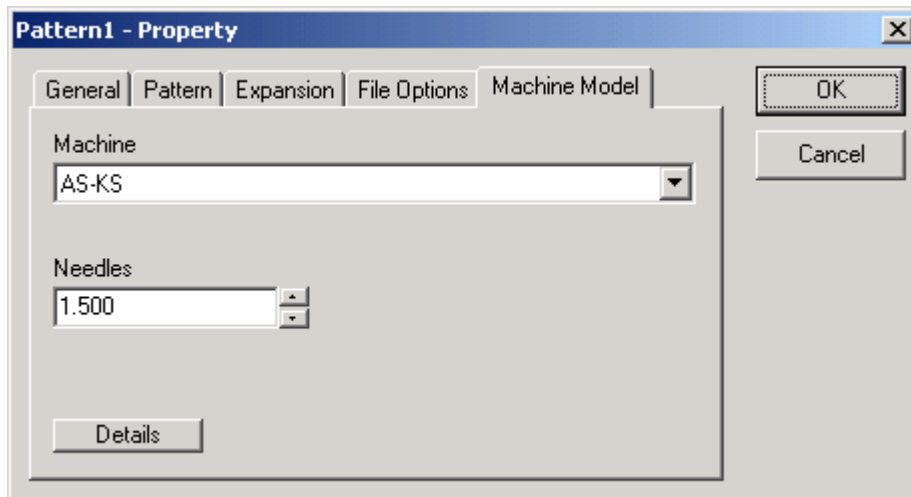 Pattern1 - Property
General Pattern Expansion File Options Machine Model
OK
Cancel
Machine
AS-KS
Needles
1.500
Details